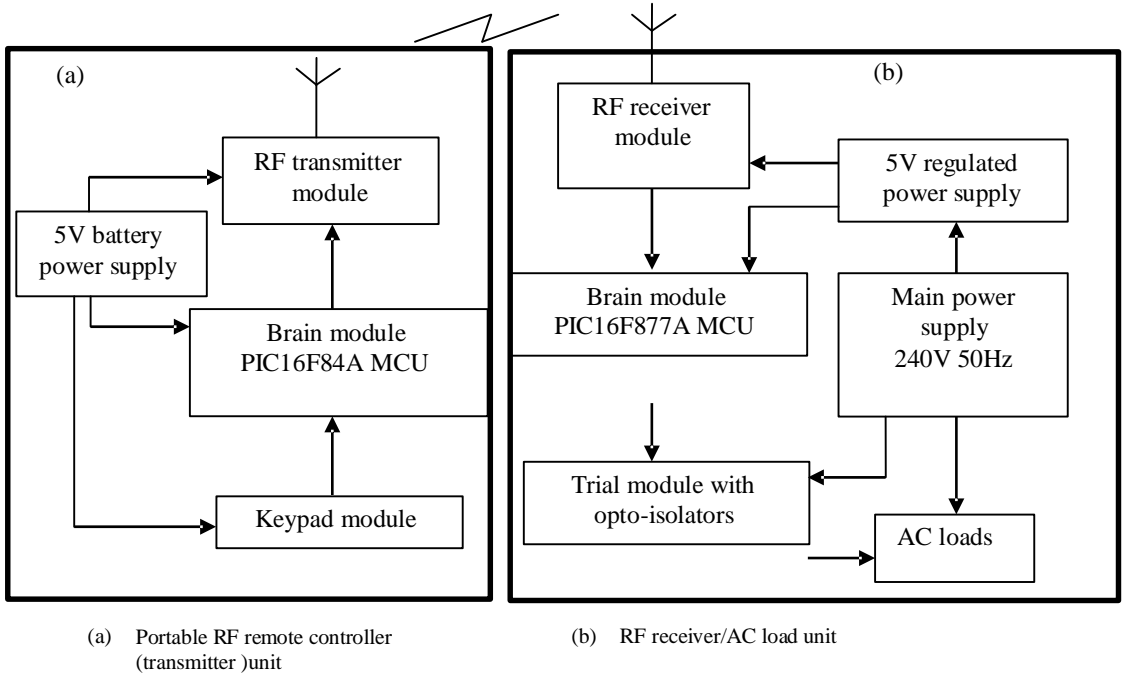 (a)
RF transmitter
module
5V battery
power supply
Brain module
PIC16F84A MCU
Keypad module
(b)
RF receiver
module
5V regulated
power supply
Brain module
PIC16F877A MCU
Main power
supply
240V 50Hz
Trial module with
opto-isolators
AC loads
(a) Portable RF remote controller
(transmitter )unit
(b) RF receiver/AC load unit